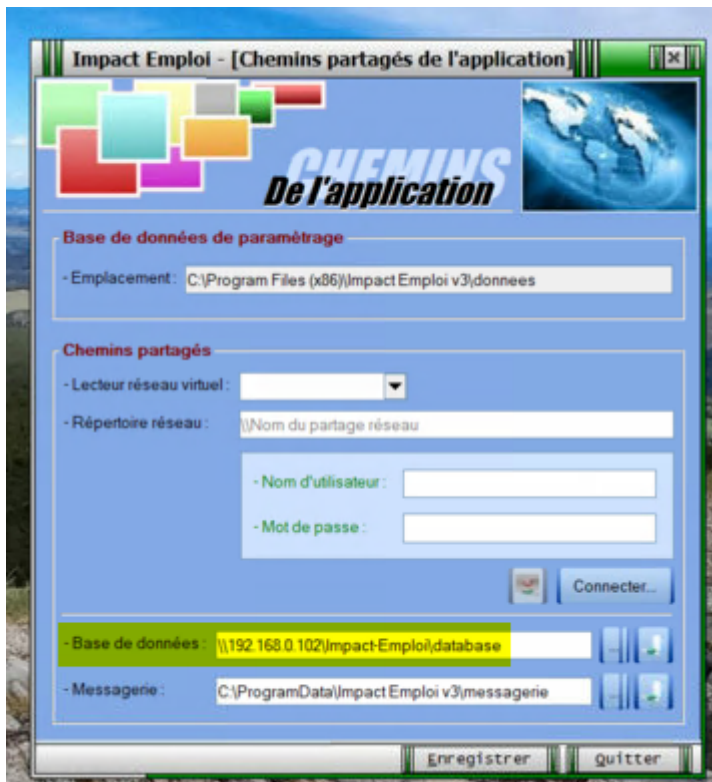 Impact Emploi - [Chemins partagés de l'application]
CHEMINS
De l'application
Base de données de paramètrage
- Emplacement : C:\Program Files (x86)\Impact Emploi v3\donnees
Chemins partagés
- Lecteur réseau virtuel :
- Répertoire réseau : \\Nom du partage réseau
- Nom d'utilisateur :
- Mot de passe :
Connecter...
- Base de données : \\192.168.0.102\Impact-Emploi\database
- Messagerie : C:\ProgramData\Impact Emploi v3\messagerie
Enregistrer Quitter